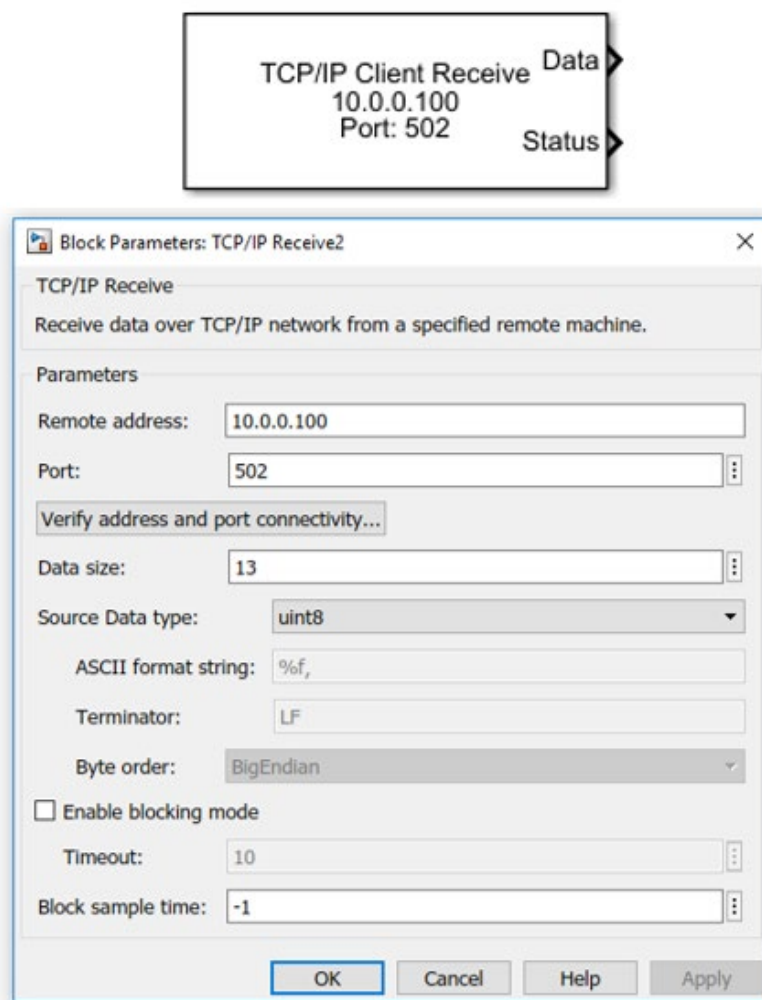 TCP/IP Client Receive
10.0.0.100
Port: 502
Data
Status
Block Parameters: TCP/IP Receive2
TCP/IP Receive
Receive data over TCP/IP network from a specified remote machine.
Parameters
Remote address: 10.0.0.100
Port: 502
Verify address and port connectivity...
Data size: 13
Source Data type: uint8
ASCII format string: %f,
Terminator: LF
Byte order: BigEndian
Enable blocking mode
Timeout: 10
Block sample time: -1
OK Cancel Help Apply